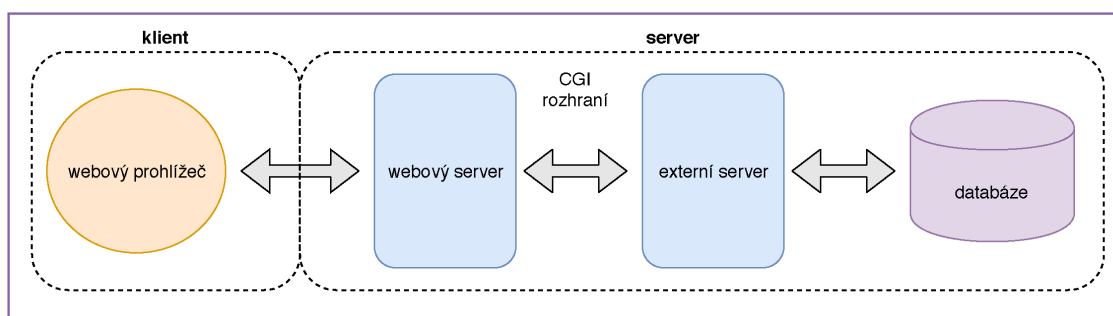 klient
server
CGI
rozhraní
webový prohlížeč
webový server
externí server
databáze